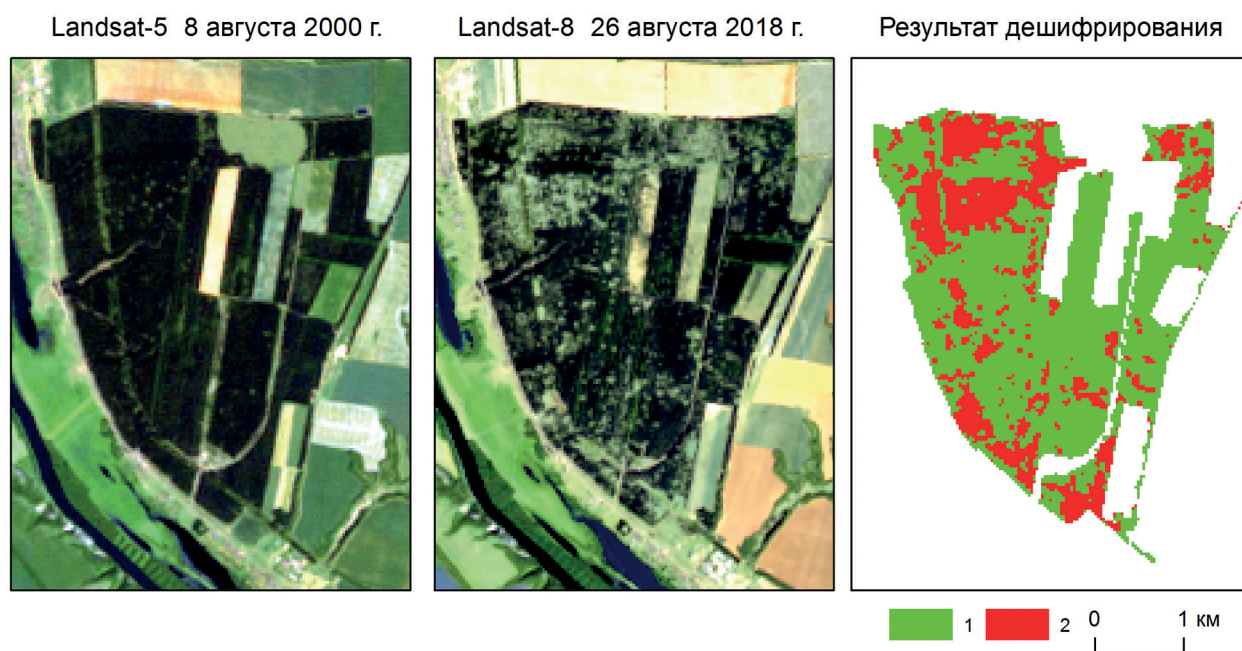 Landsat-5 8 августа 2000 г.
Landsat-8 26 августа 2018 г.
Результат дешифрирования
1 2 0 1 км